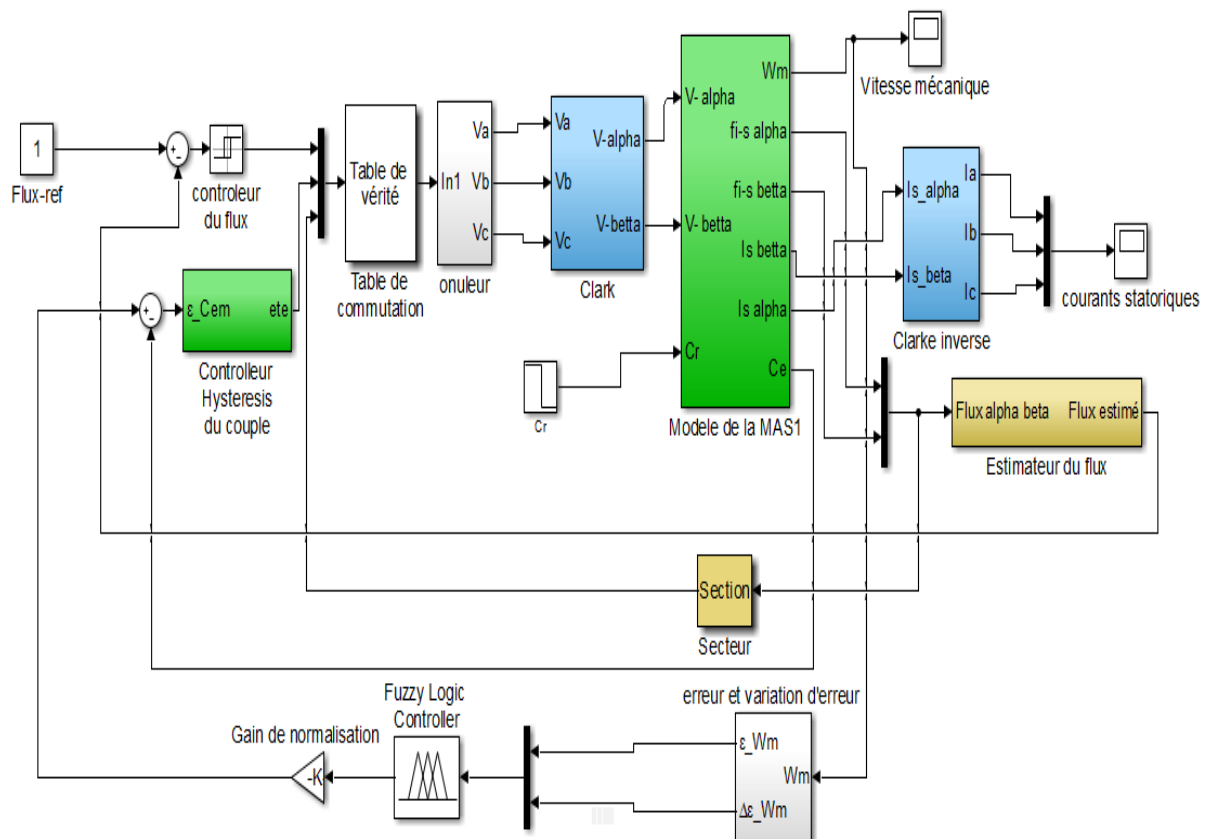 1
Flux-ref
+
-
controleur
du flux
ε_Cem
ete
Controlleur
Hysteresis
du couple
+
-
Table de
vérité
Table de
commutation
In1
Va
Vb
Vc
onuleur
Va
Vb
Vc
V-alpha
V-betta
Clark
V- alpha
V- betta
Cr
Wm
fi-s alpha
fi-s betta
Is betta
Is alpha
Ce
Modele de la MAS1
Cr
Vitesse mécanique
Is_alpha
Is_beta
Ia
Ib
Ic
Clarke inverse
courants statoriques
Flux alpha beta
Flux estimé
Estimateur du flux
Section
Secteur
erreur et variation d'erreur
ε_Wm
Δε_Wm
Wm
Fuzzy Logic
Controller
Gain de normalisation
-K